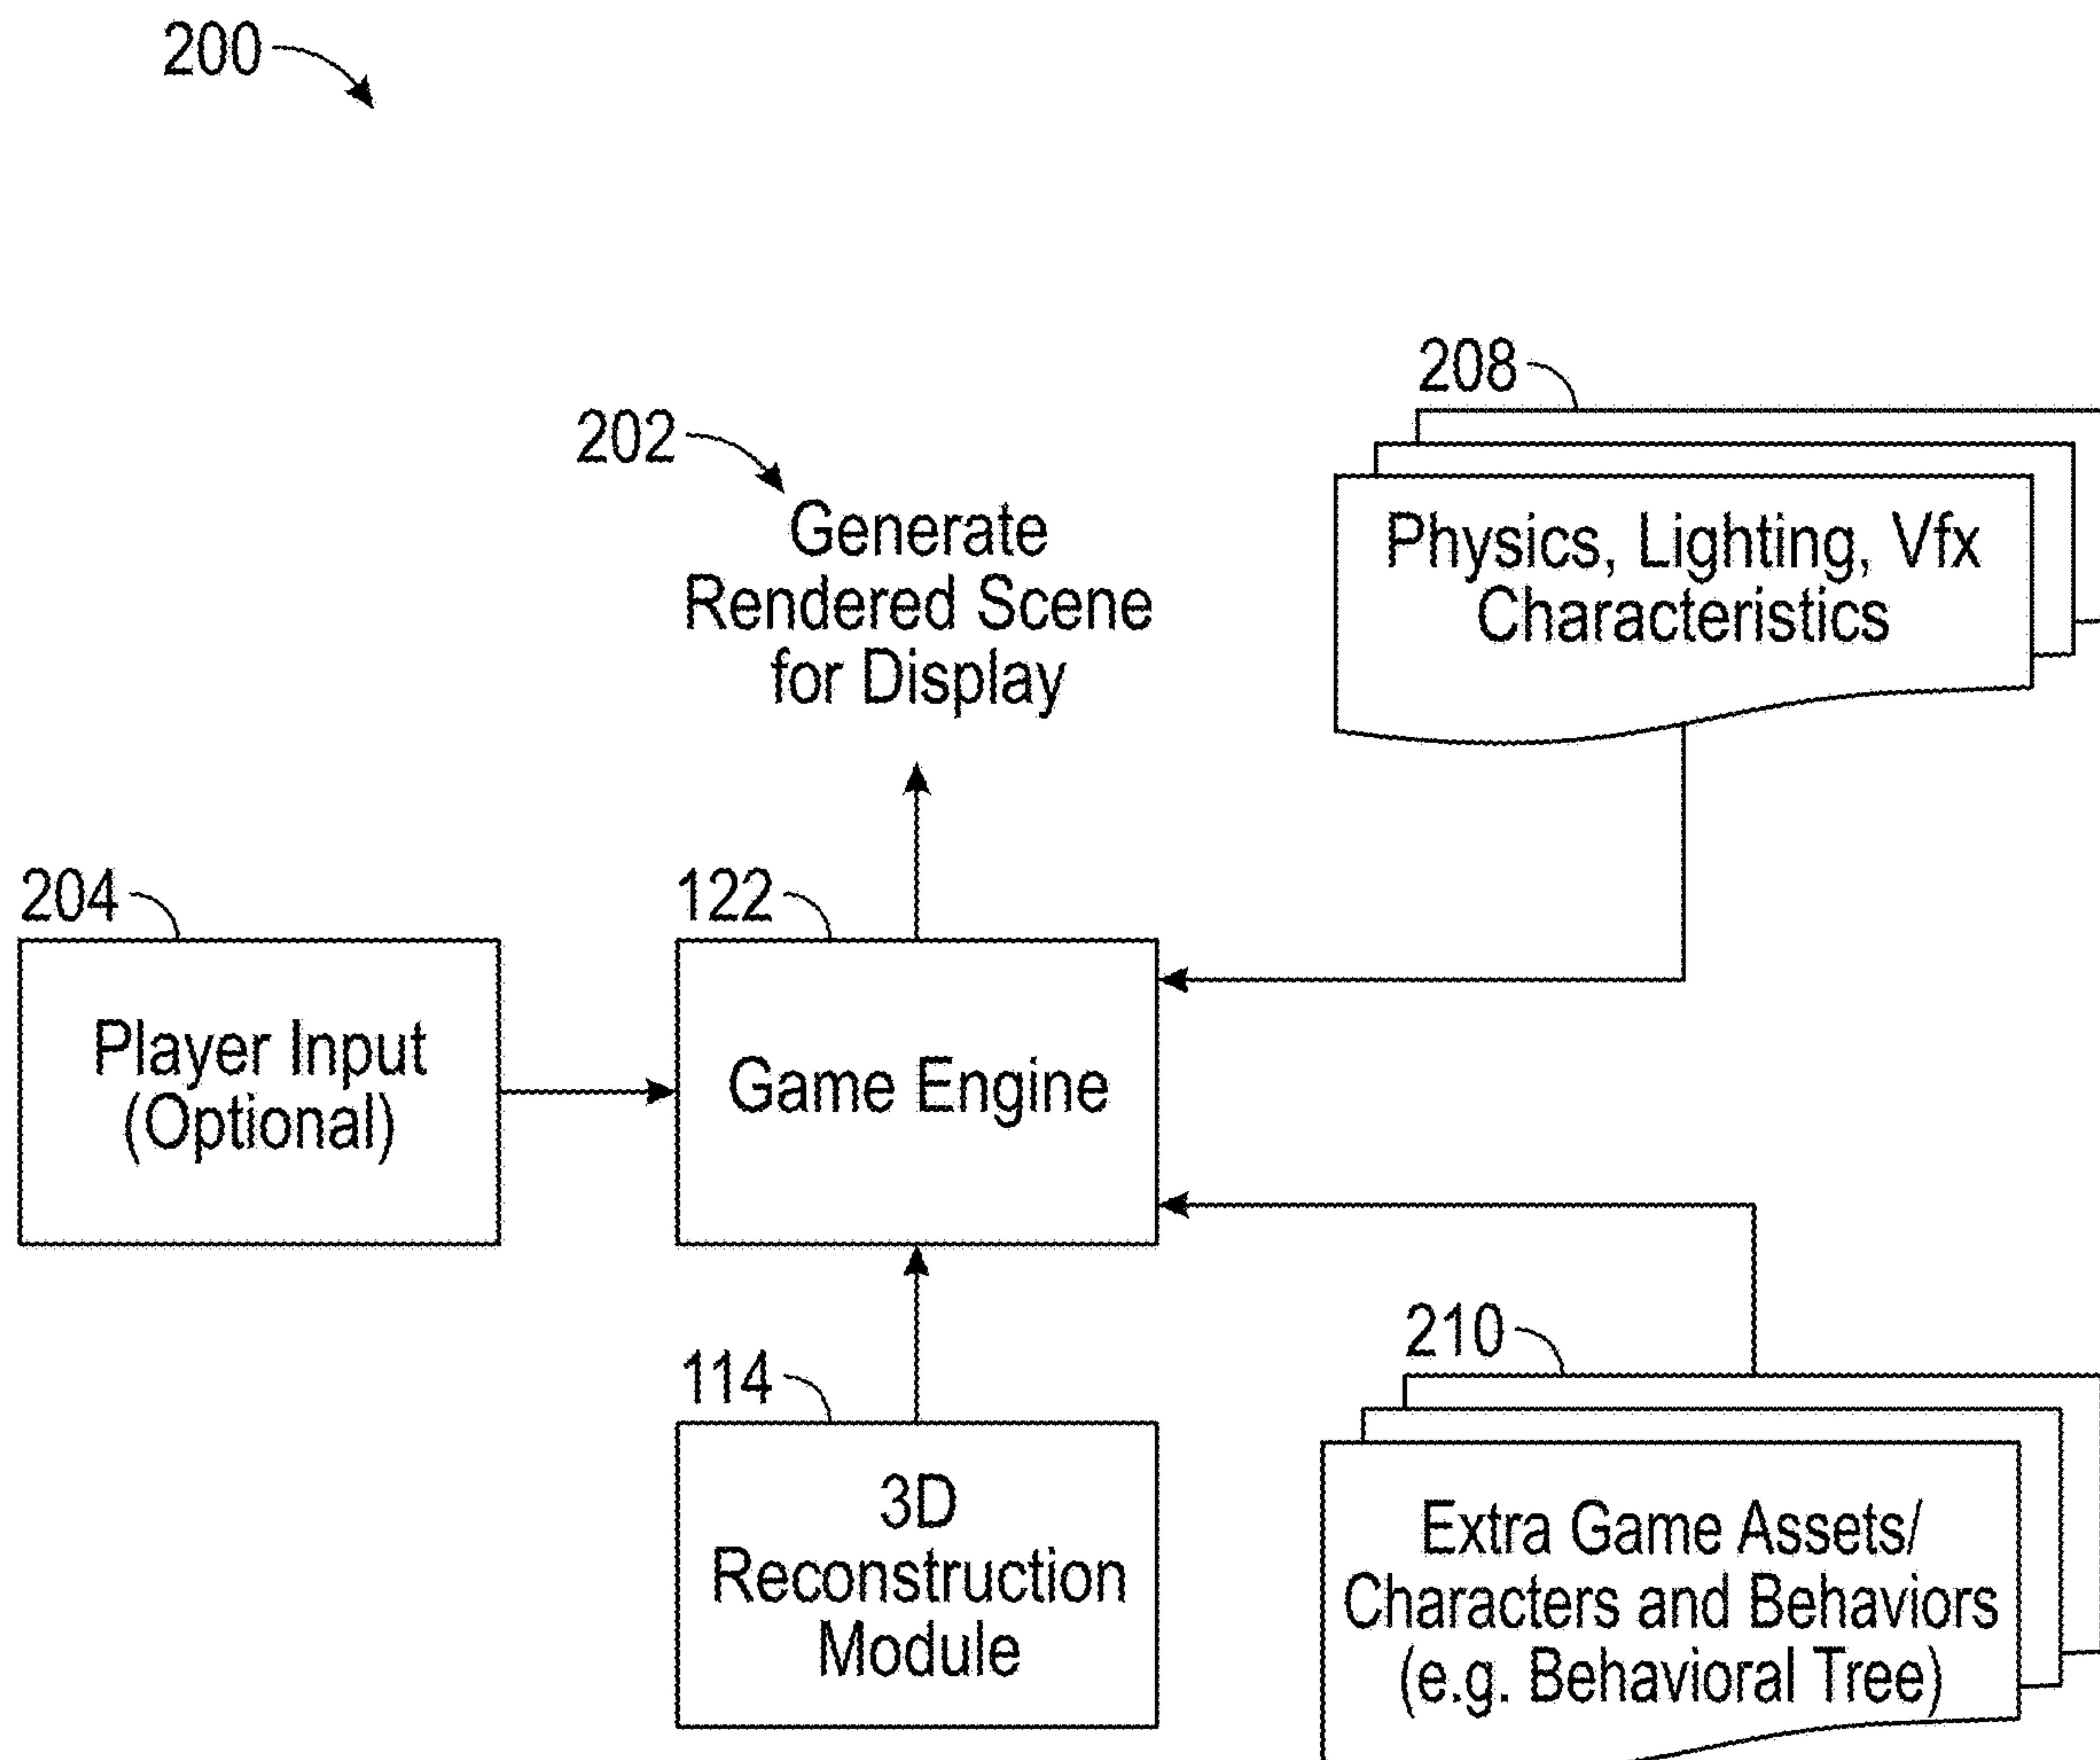 200
202
Generate
Rendered Scene
for Display
208
Physics, Lighting, Vfx
Characteristics
204
Player Input
(Optional)
122
Game Engine
114
3D
Reconstruction
Module
210
Extra Game Assets/
Characters and Behaviors
(e.g. Behavioral Tree)